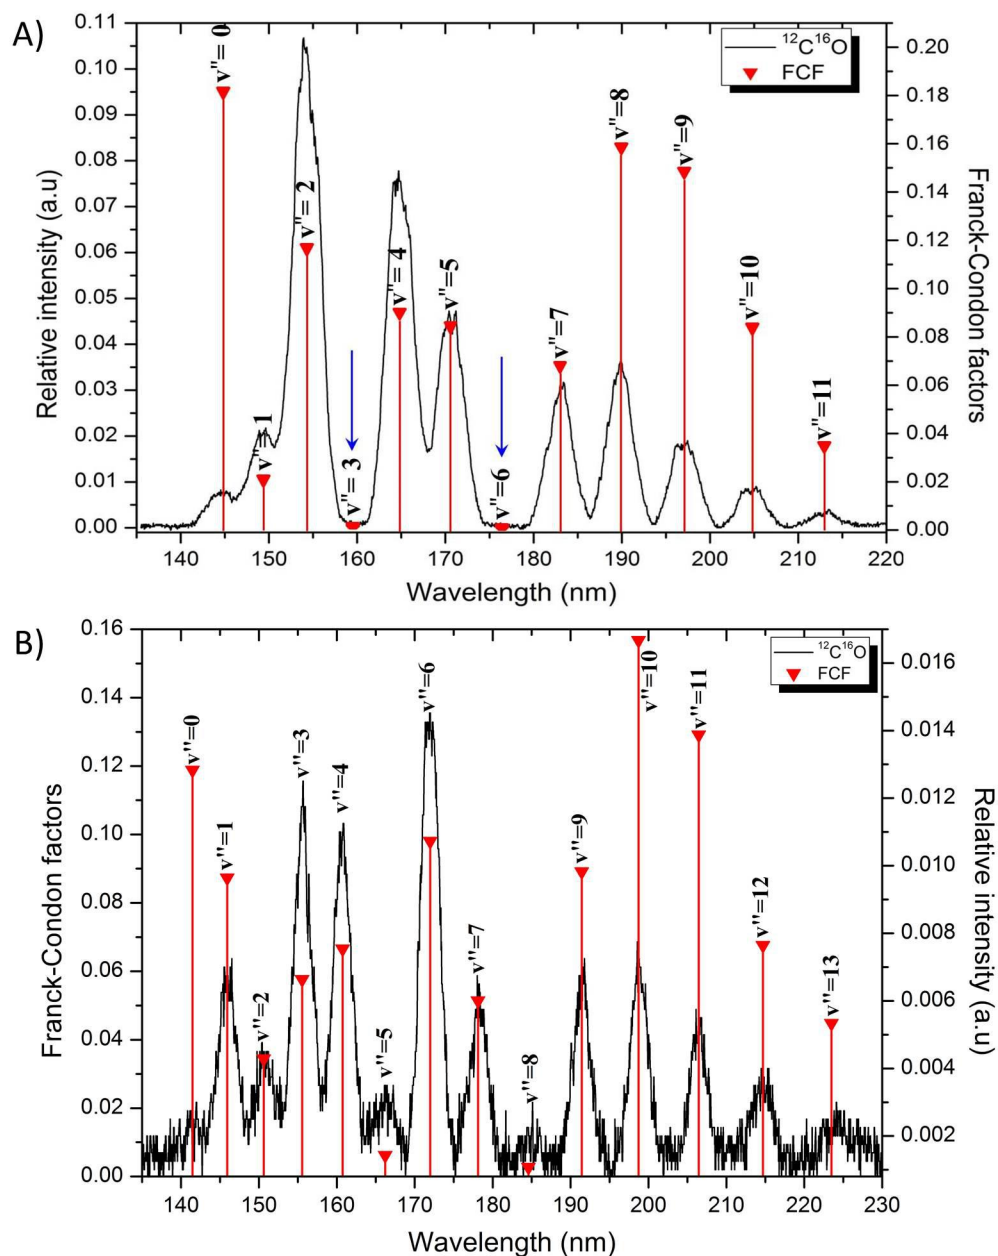 A)
Relative intensity (a.u)
0.11
0.10
0.09
0.08
0.07
0.06
0.05
0.04
0.03
0.02
0.01
0.00
v''= 0
v''= 1
v''= 2
v''= 3
v''= 4
v''=5
v''=6
v''=7
v''=8
v''=9
v''=10
v''=11
¹²C¹⁶O
FCF
0.20
0.18
0.16
0.14
0.12
0.10
0.08
0.06
0.04
0.02
0.00
Franck-Condon factors
140 150 160 170 180 190 200 210 220
Wavelength (nm)
B)
Franck-Condon factors
0.16
0.14
0.12
0.10
0.08
0.06
0.04
0.02
0.00
v''=0
v''=1
v''=2
v''=3
v''=4
v''=5
v''=6
v''=7
v''=8
v''=9
v''=10
v''=11
v''=12
v''=13
¹²C¹⁶O
FCF
0.016
0.014
0.012
0.010
0.008
0.006
0.004
0.002
Relative intensity (a.u)
140 150 160 170 180 190 200 210 220 230
Wavelength (nm)